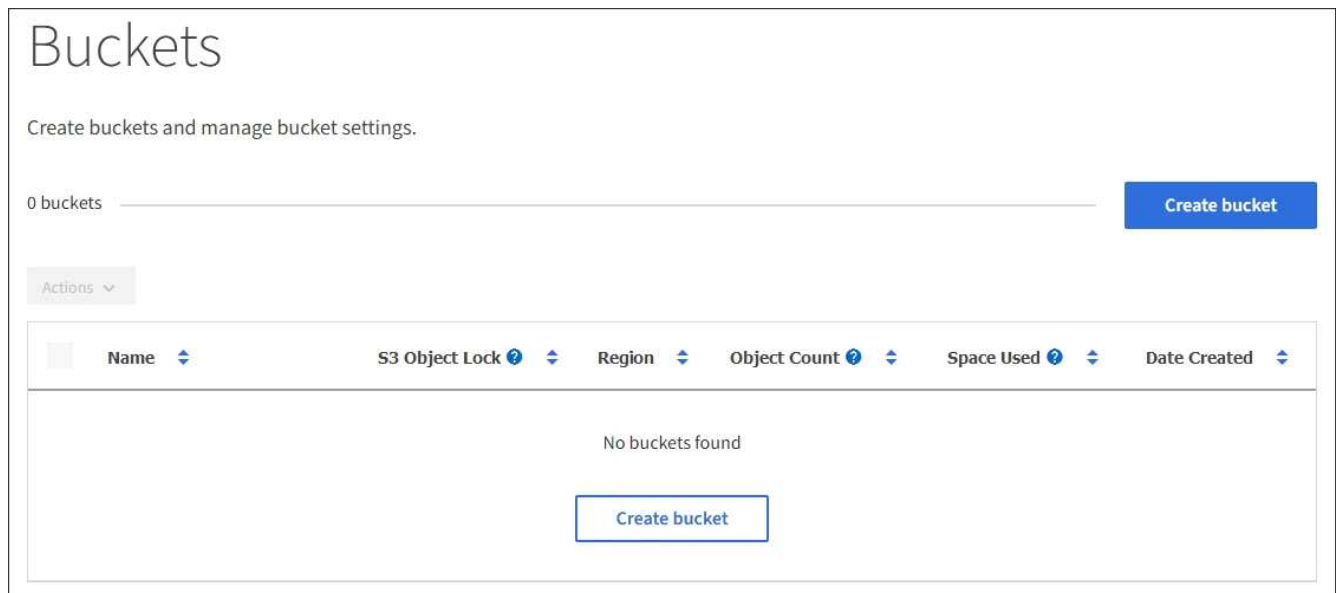 Buckets
Create buckets and manage bucket settings.
0 buckets
Create bucket
Actions
Name S3 Object Lock ? Region Object Count ? Space Used ? Date Created
No buckets found
Create bucket